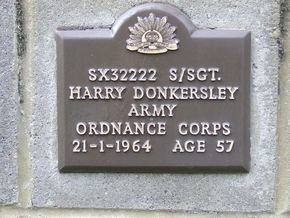 SX32222 S/SGT.
HARRY DONKERSLEY
ARMY
ORDNANCE CORPS
21-1-1964 AGE 57